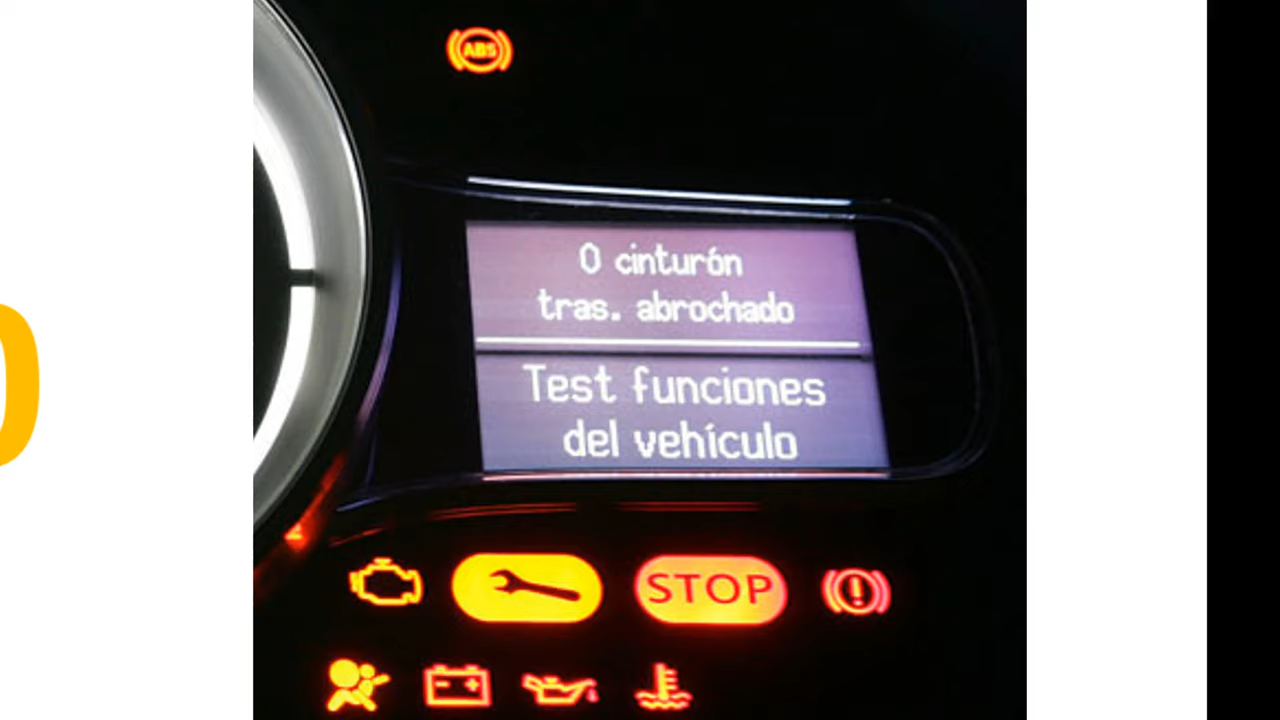 ABS
0 cinturón
tras. abrochado
Test funciones
del vehículo
STOP